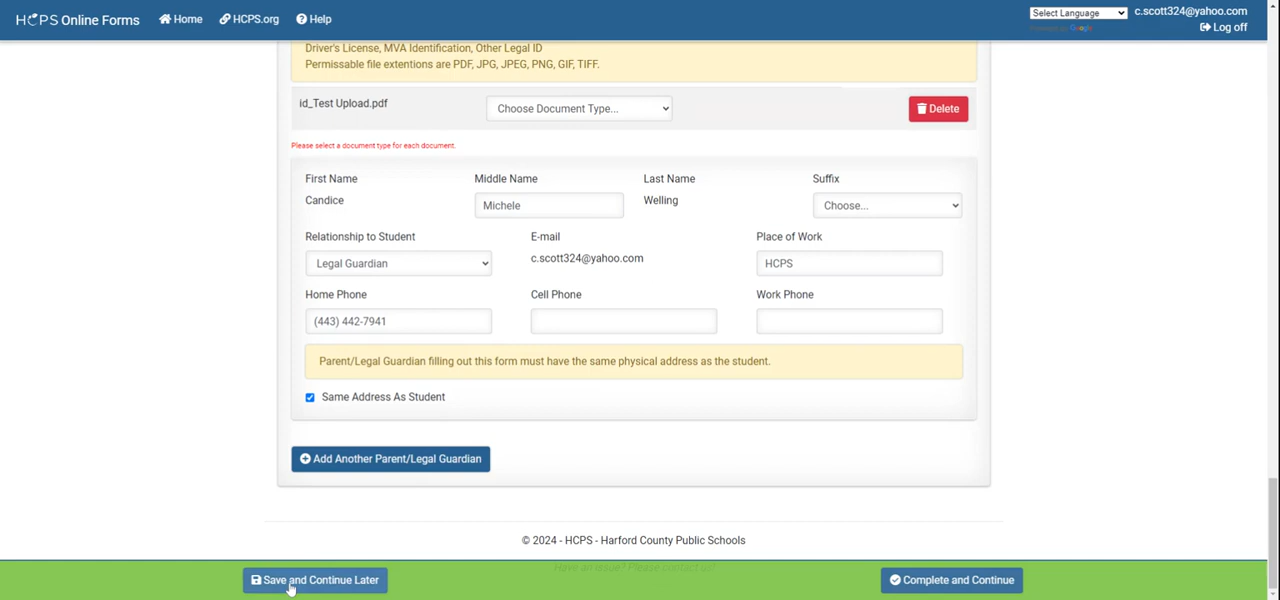 HCPS Online Forms
Home
HCPS.org
Help
Select Language
c.scott324@yahoo.com
Log off
Driver's License, MVA Identification, Other Legal ID
Permissable file extentions are PDF, JPG, JPEG, PNG, GIF, TIFF.
id_Test Upload.pdf
Choose Document Type...
Delete
Please select a document type for each document.
First Name
Middle Name
Last Name
Suffix
Candice
Michele
Welling
Choose...
Relationship to Student
E-mail
Place of Work
Legal Guardian
c.scott324@yahoo.com
HCPS
Home Phone
Cell Phone
Work Phone
(443) 442-7941
Parent/Legal Guardian filling out this form must have the same physical address as the student.
Same Address As Student
Add Another Parent/Legal Guardian
© 2024 - HCPS - Harford County Public Schools
Have an issue? Please contact us!
Save and Continue Later
Complete and Continue